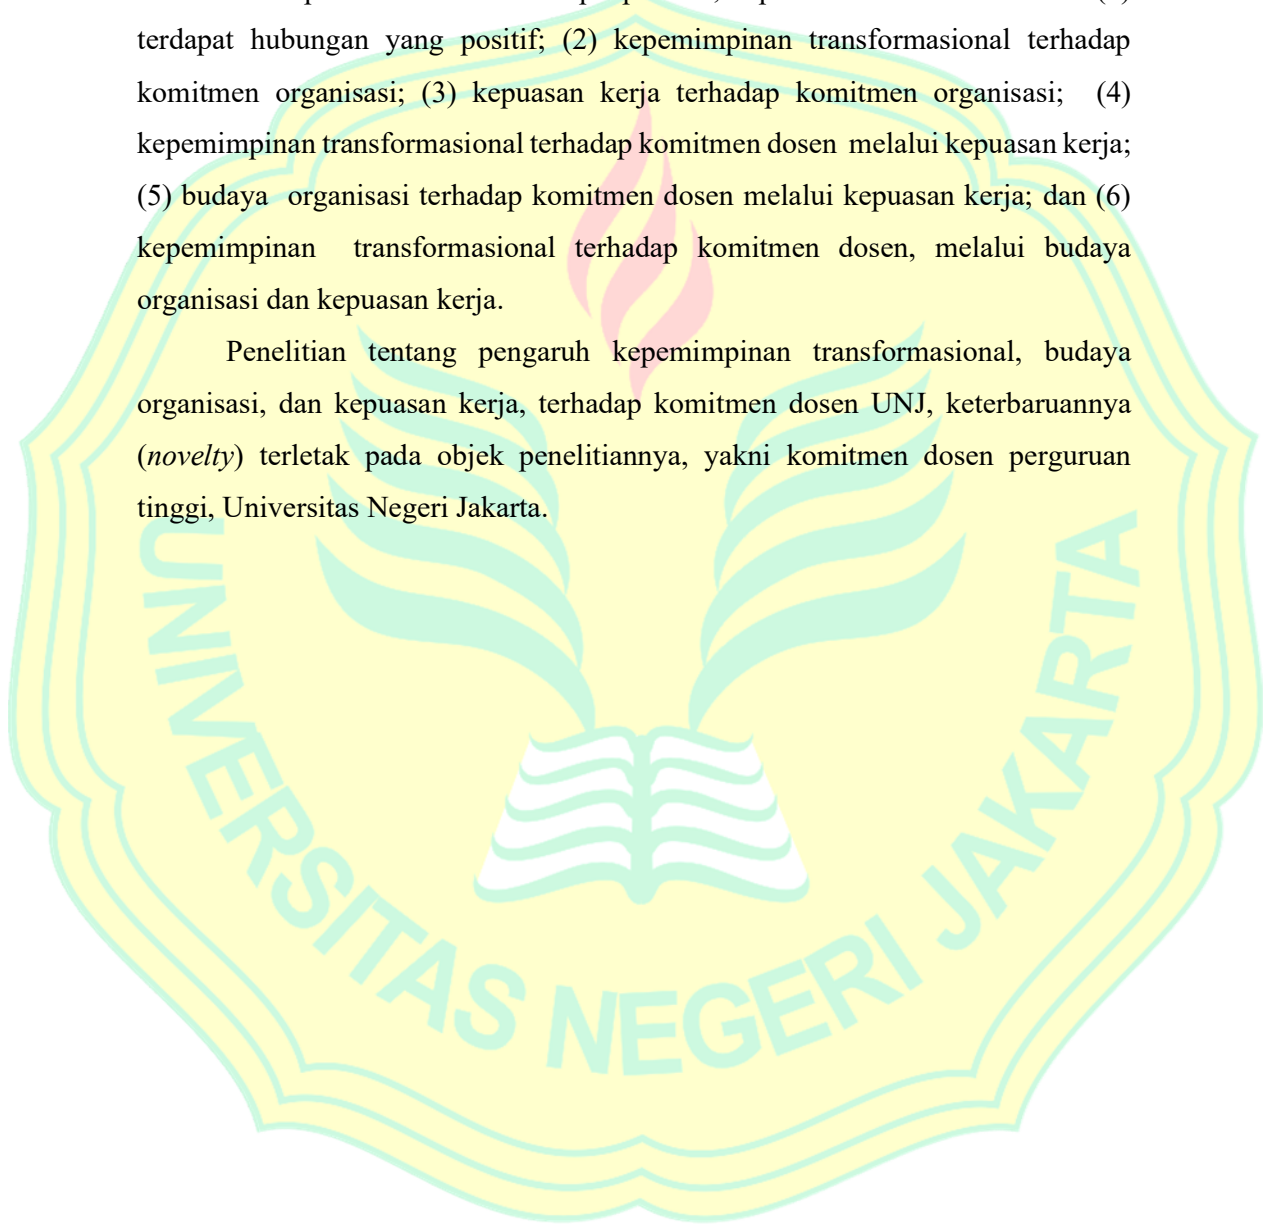 terdapat hubungan yang positif; (2) kepemimpinan transformasional terhadap
komitmen organisasi; (3) kepuasan kerja terhadap komitmen organisasi; (4)
kepemimpinan transformasional terhadap komitmen dosen melalui kepuasan kerja;
(5) budaya organisasi terhadap komitmen dosen melalui kepuasan kerja; dan (6)
kepemimpinan transformasional terhadap komitmen dosen, melalui budaya
organisasi dan kepuasan kerja.
Penelitian tentang pengaruh kepemimpinan transformasional, budaya
organisasi, dan kepuasan kerja, terhadap komitmen dosen UNJ, keterbaruannya
(novelty) terletak pada objek penelitiannya, yakni komitmen dosen perguruan
tinggi, Universitas Negeri Jakarta.
UNIVERSITAS NEGERI JAKARTA